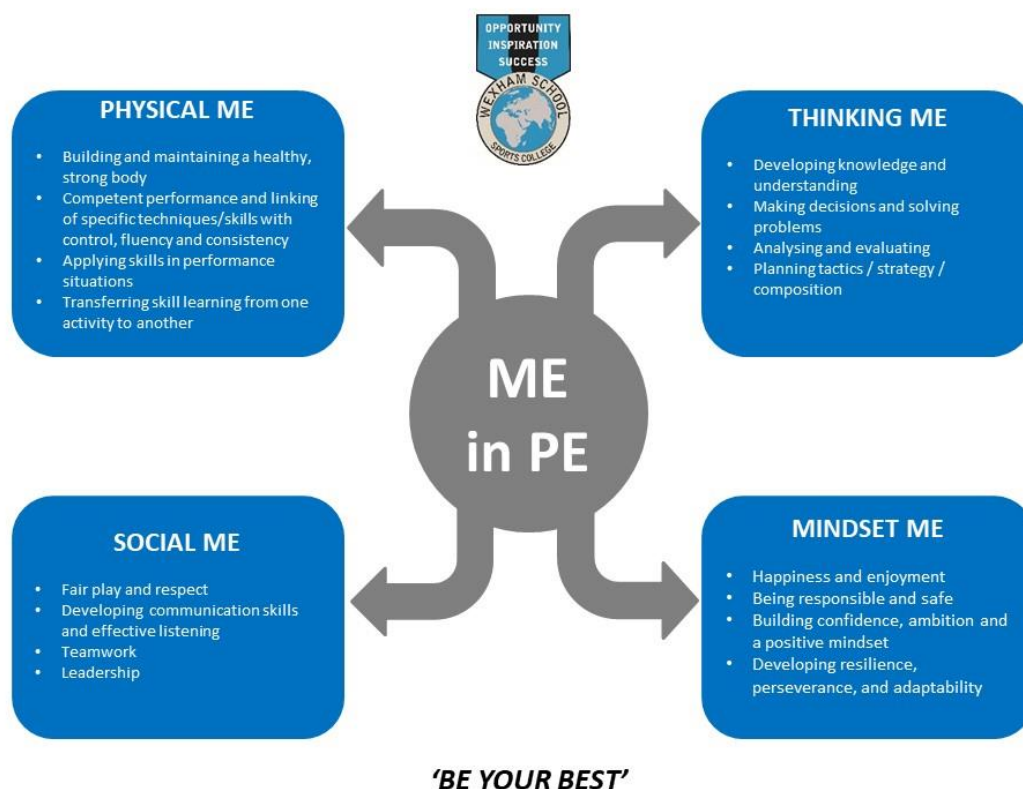 OPPORTUNITY
INSPIRATION
SUCCESS
WEXHAM SCHOOL
SPORTS COLLEGE
PHYSICAL ME
• Building and maintaining a healthy,
strong body
• Competent performance and linking
of specific techniques/skills with
control, fluency and consistency
• Applying skills in performance
situations
• Transferring skill learning from one
activity to another
THINKING ME
• Developing knowledge and
understanding
• Making decisions and solving
problems
• Analysing and evaluating
• Planning tactics / strategy /
composition
ME
in PE
SOCIAL ME
• Fair play and respect
• Developing communication skills
and effective listening
• Teamwork
• Leadership
MINDSET ME
• Happiness and enjoyment
• Being responsible and safe
• Building confidence, ambition and
a positive mindset
• Developing resilience,
perseverance, and adaptability
‘BE YOUR BEST’